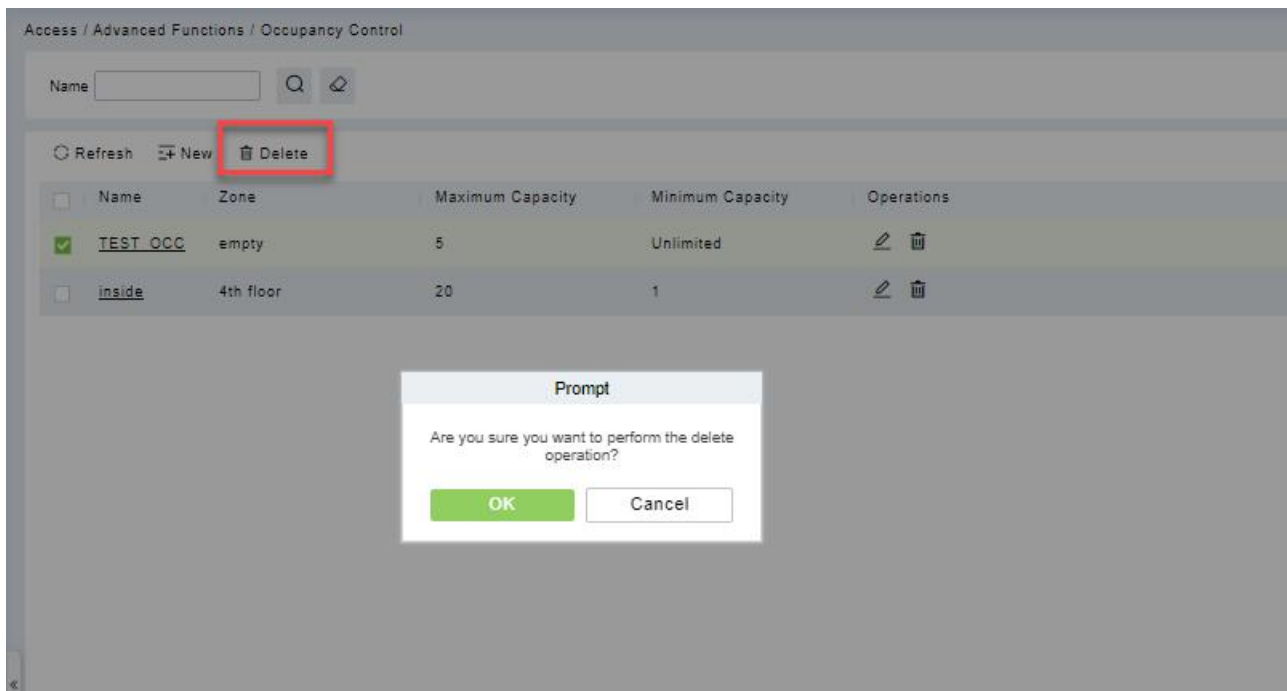 Access / Advanced Functions / Occupancy Control
Name
Refresh New Delete
Name Zone Maximum Capacity Minimum Capacity Operations
TEST_OCC empty 5 Unlimited
inside 4th floor 20 1
Prompt
Are you sure you want to perform the delete
operation?
OK Cancel
«